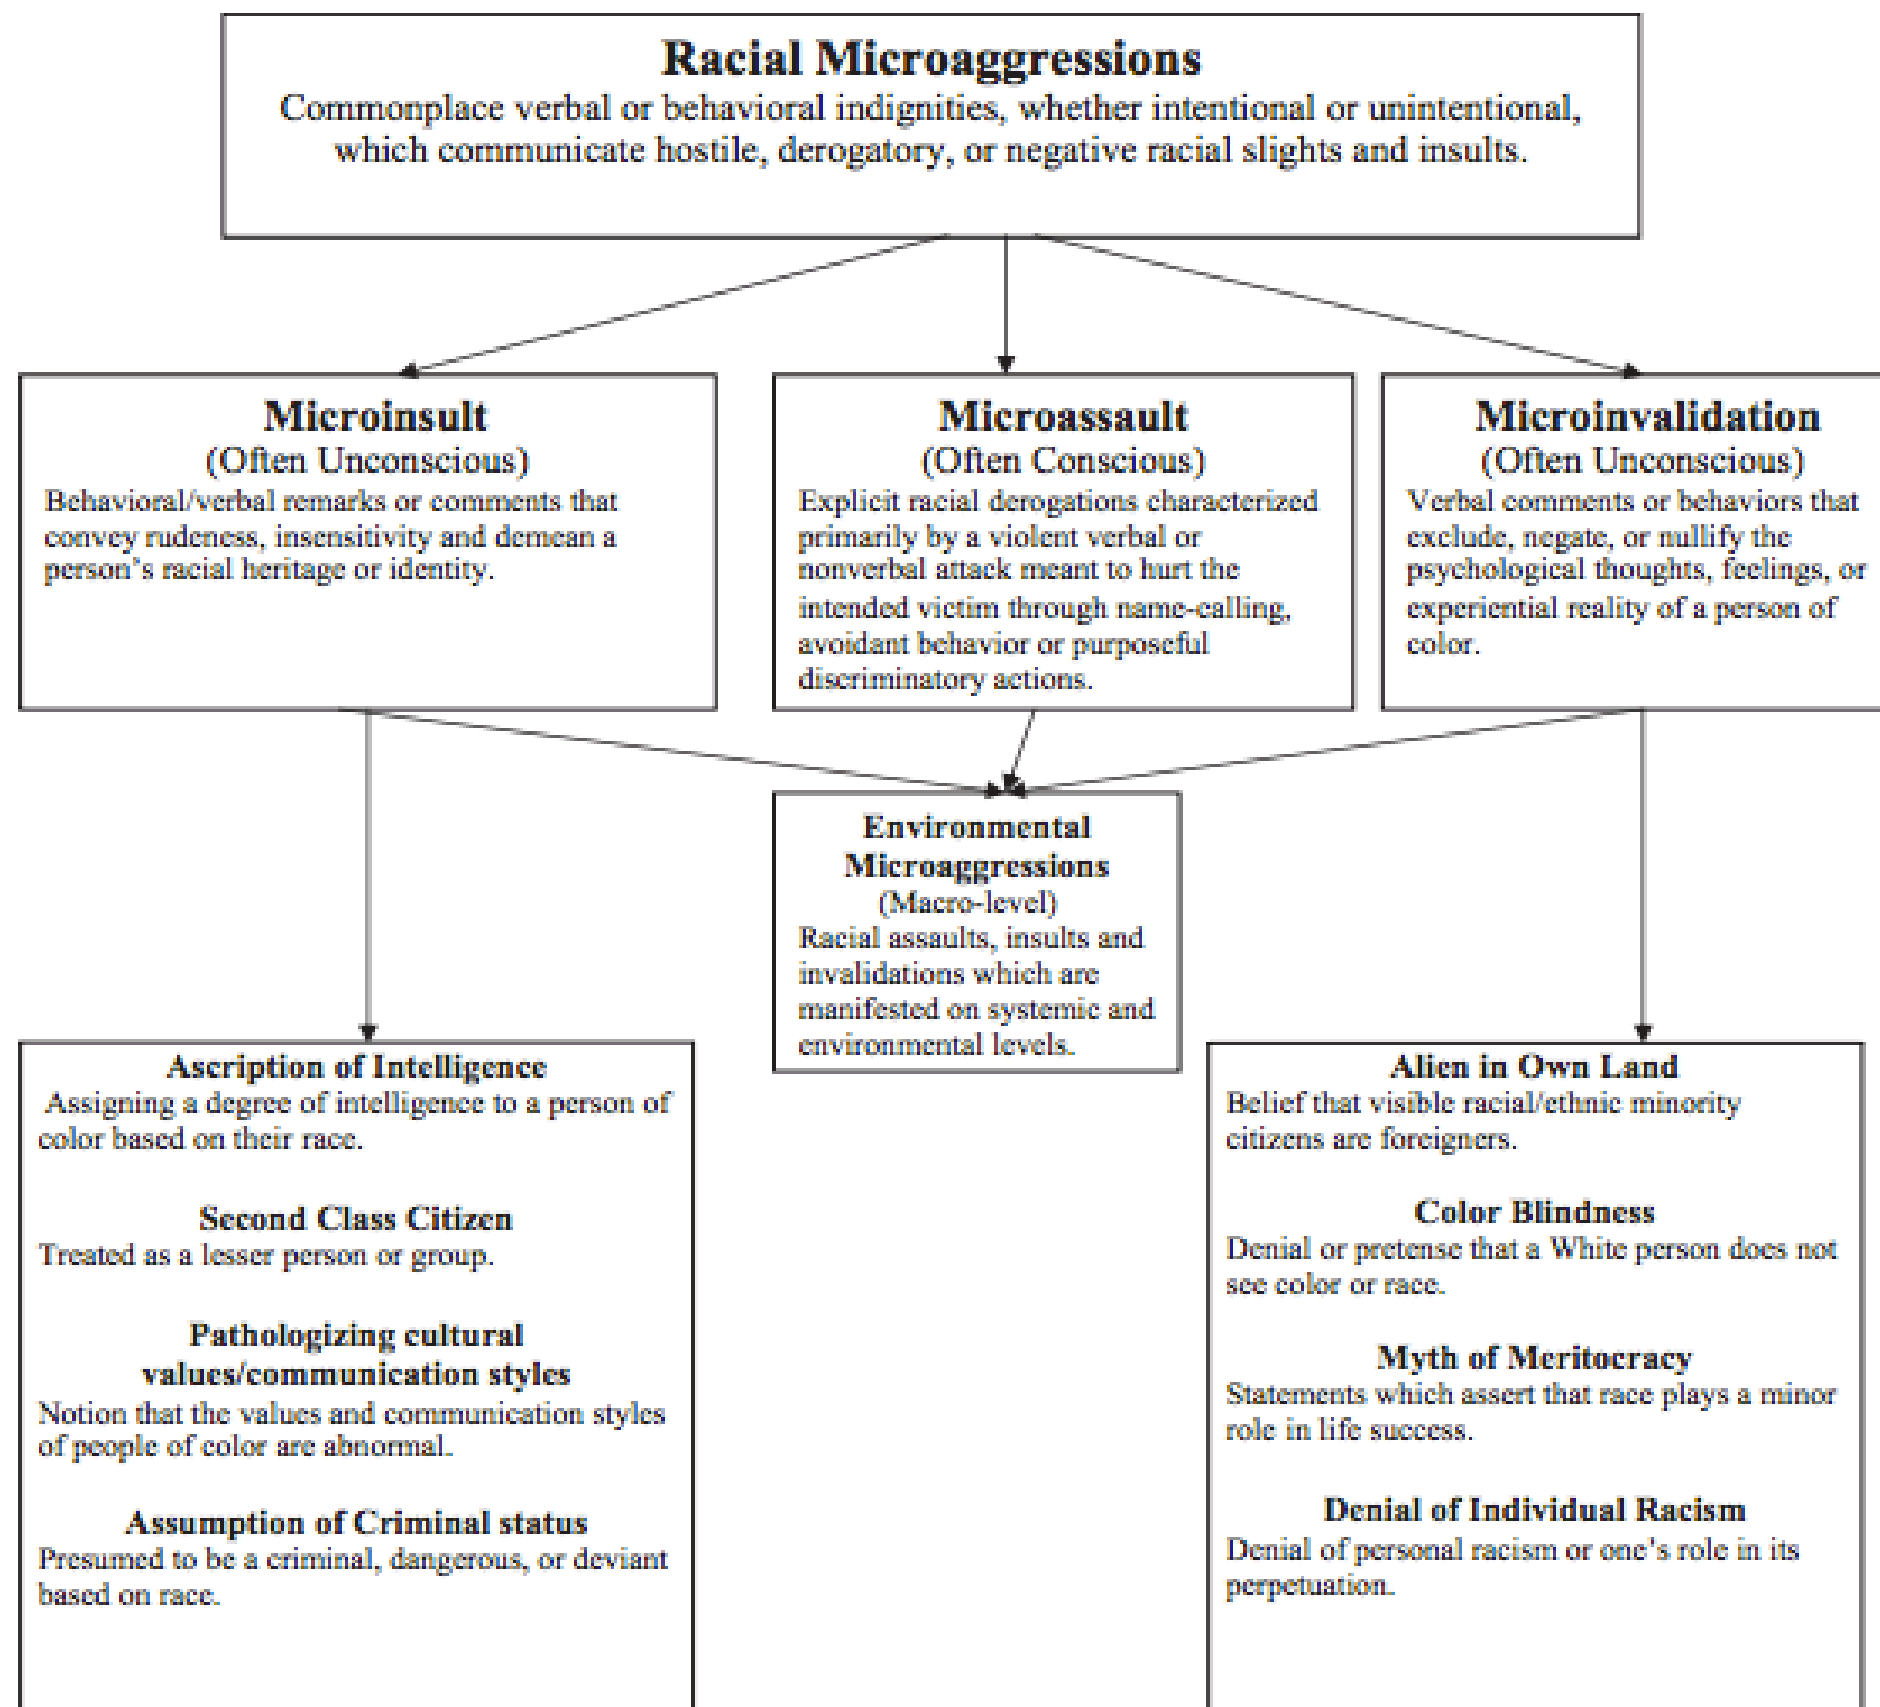 Racial Microaggressions
Commonplace verbal or behavioral indignities, whether intentional or unintentional,
which communicate hostile, derogatory, or negative racial slights and insults.
Microinsult
(Often Unconscious)
Behavioral/verbal remarks or comments that
convey rudeness, insensitivity and demean a
person's racial heritage or identity.
Microassault
(Often Conscious)
Explicit racial derogations characterized
primarily by a violent verbal or
nonverbal attack meant to hurt the
intended victim through name-calling,
avoidant behavior or purposeful
discriminatory actions.
Microinvalidation
(Often Unconscious)
Verbal comments or behaviors that
exclude, negate, or nullify the
psychological thoughts, feelings, or
experiential reality of a person of
color.
Environmental
Microaggressions
(Macro-level)
Racial assaults, insults and
invalidations which are
manifested on systemic and
environmental levels.
Ascription of Intelligence
Assigning a degree of intelligence to a person of
color based on their race.
Second Class Citizen
Treated as a lesser person or group.
Pathologizing cultural
values/communication styles
Notion that the values and communication styles
of people of color are abnormal.
Assumption of Criminal status
Presumed to be a criminal, dangerous, or deviant
based on race.
Alien in Own Land
Belief that visible racial/ethnic minority
citizens are foreigners.
Color Blindness
Denial or pretense that a White person does not
see color or race.
Myth of Meritocracy
Statements which assert that race plays a minor
role in life success.
Denial of Individual Racism
Denial of personal racism or one's role in its
perpetuation.